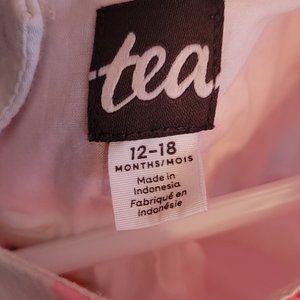 tea
12-18
MONTHS/MOIS
Made in
Indonesia
Fabriqué en
Indonésie